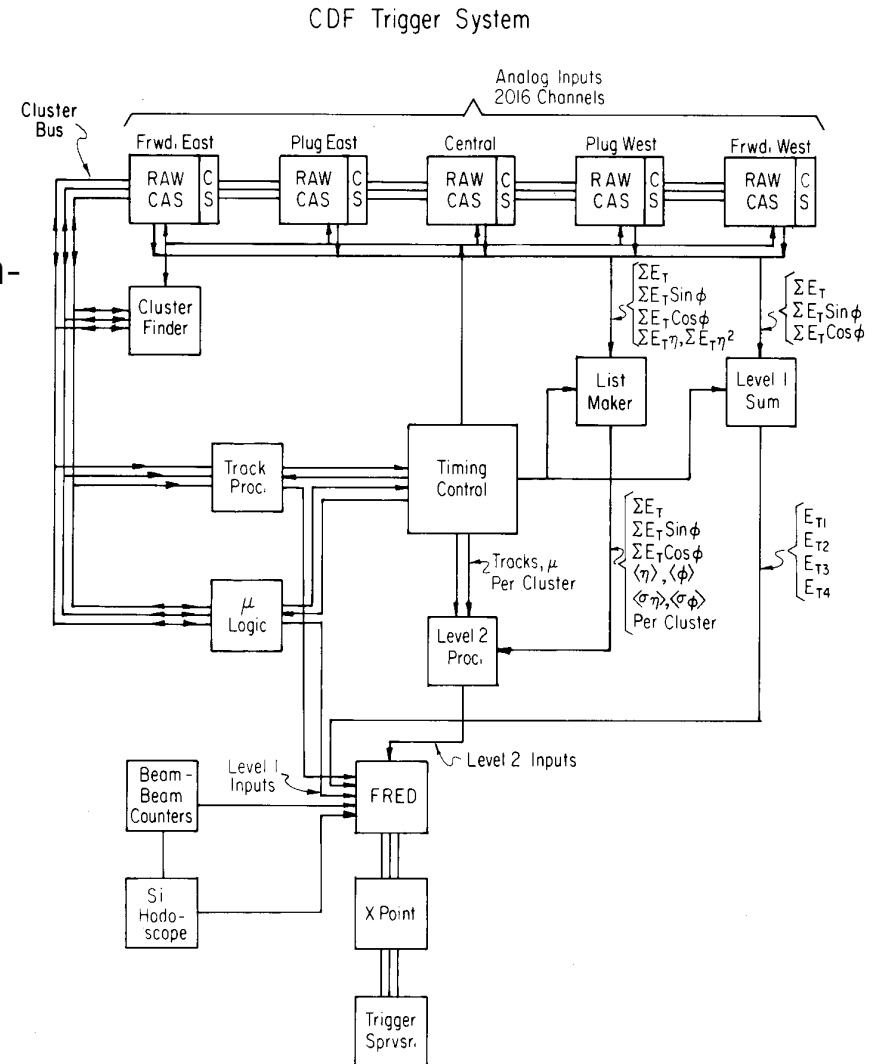 CDF Trigger System
Analog Inputs
2016 Channels
Cluster
Bus
Frwd. East
Plug East
Central
Plug West
Frwd. West
RAW
CAS
C
S
RAW
CAS
C
S
RAW
CAS
C
S
RAW
CAS
C
S
RAW
CAS
C
S
n-
Cluster
Finder
ΣE_T
ΣE_T Sin φ
ΣE_T Cos φ
ΣE_T η, ΣE_T η²
ΣE_T
ΣE_T Sin φ
ΣE_T Cos φ
List
Maker
Level 1
Sum
Track
Proc.
Timing
Control
ΣE_T
ΣE_T Sin φ
ΣE_T Cos φ
⟨η⟩, ⟨φ⟩
⟨σ_η⟩, ⟨σ_φ⟩
Per Cluster
E_T1
E_T2
E_T3
E_T4
Tracks, μ
Per Cluster
μ
Logic
Level 2
Proc.
Level 2 Inputs
Level 1
Inputs
Beam-
Beam
Counters
FRED
Si
Hodo-
scope
X Point
Trigger
Sprvsr.